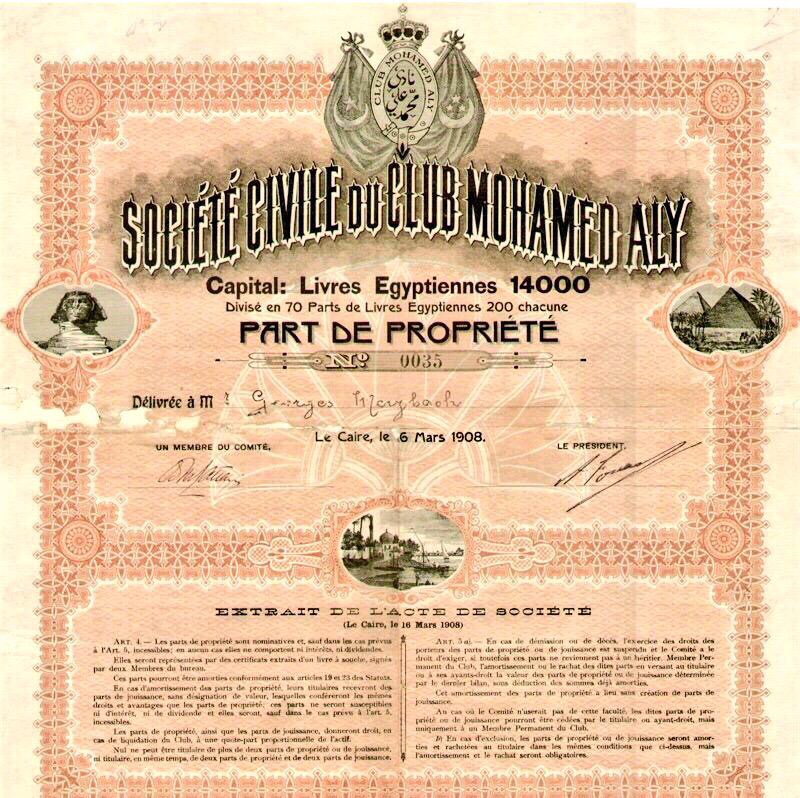 CLUB MOHAMED ALY
نادي
محمد علي
SOCIÉTÉ CIVILE DU CLUB MOHAMED ALY
Capital: Livres Egyptiennes 14000
Divisé en 70 Parts de Livres Egyptiennes 200 chacune
PART DE PROPRIÉTÉ
Nº 0035
Délivrée à Mr Georges
Le Caire, le 6 Mars 1908.
UN MEMBRE DU COMITÉ, LE PRESIDENT,
EXTRAIT DE L'ACTE DE SOCIÉTÉ
(Le Caire, le 16 Mars 1908)
ART. 4. — Les parts de propriété sont nominatives et, sauf dans les cas prévus
à l'Art. 5, incessibles; en aucun cas elles ne comportent ni intérêts, ni dividendes.
Elles seront représentées par des certificats extraits d'un livre à souche, signés
par deux Membres du bureau.
Ces parts pourront être amorties conformément aux articles 19 et 23 des Statuts.
En cas d'amortissement des parts de propriété, leurs titulaires recevront des
parts de jouissance, sans désignation de valeur, lesquelles conféreront les mêmes
droits et avantages que les parts de propriété; ces parts ne seront susceptibles
ni d'intérêt, ni de dividende et elles seront, sauf dans le cas prévu à l'art. 5,
incessibles.
Les parts de propriété, ainsi que les parts de jouissance, donneront droit, en
cas de liquidation du Club, à une quote-part proportionnelle de l'actif.
Nul ne peut être titulaire de plus de deux parts de propriété ou de jouissance,
ni titulaire, en même temps, de deux parts de propriété et de deux parts de jouissance.
ART. 5 a). — En cas de démission ou de décès, l'exercice des droits des
porteurs des parts de propriété ou de jouissance est suspendu et le Comité a le
droit d'exiger, si toutefois ces parts ne reviennent pas à un héritier, Membre Per-
manent du Club, l'amortissement ou le rachat des dites parts en versant au titulaire
ou à ses ayants-droit la valeur des parts de propriété ou de jouissance déterminée
par le dernier bilan, sous déduction des sommes déjà amorties.
Cet amortissement des parts de propriété a lieu sans création de parts de
jouissance.
Au cas où le Comité n'userait pas de cette faculté, les dites parts de pro-
priété ou de jouissance pourront être cédées par le titulaire ou ayant-droit, mais
uniquement à un Membre Permanent du Club.
b) En cas d'exclusion, les parts de propriété ou de jouissance seront amor-
ties et rachetées au titulaire dans les mêmes conditions que ci-dessus, mais
l'amortissement et le rachat seront obligatoires.